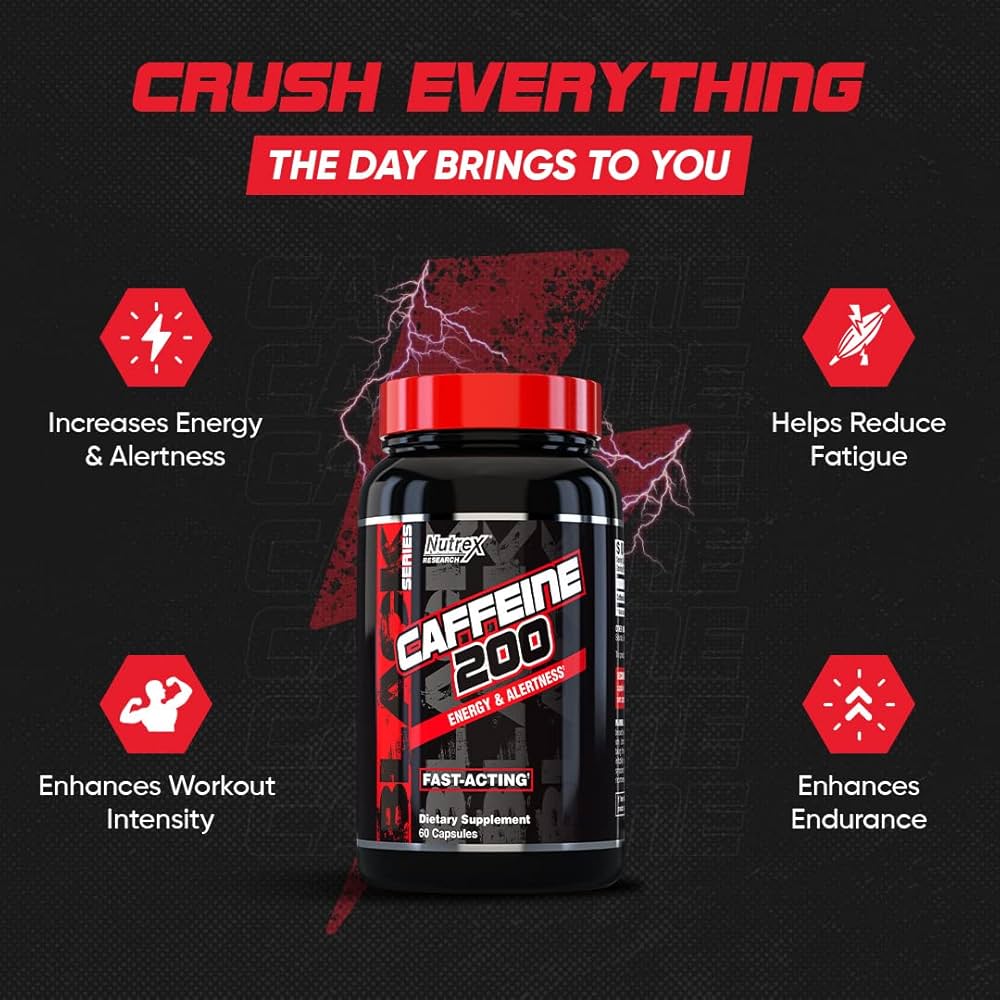 CRUSH EVERYTHING
THE DAY BRINGS TO YOU
Increases Energy
& Alertness
Helps Reduce
Fatigue
BLACK
SERIES
Nutrex
RESEARCH
CAFFEINE
200
ENERGY & ALERTNESS†
FAST-ACTING†
Dietary Supplement
60 Capsules
Enhances Workout
Intensity
Enhances
Endurance